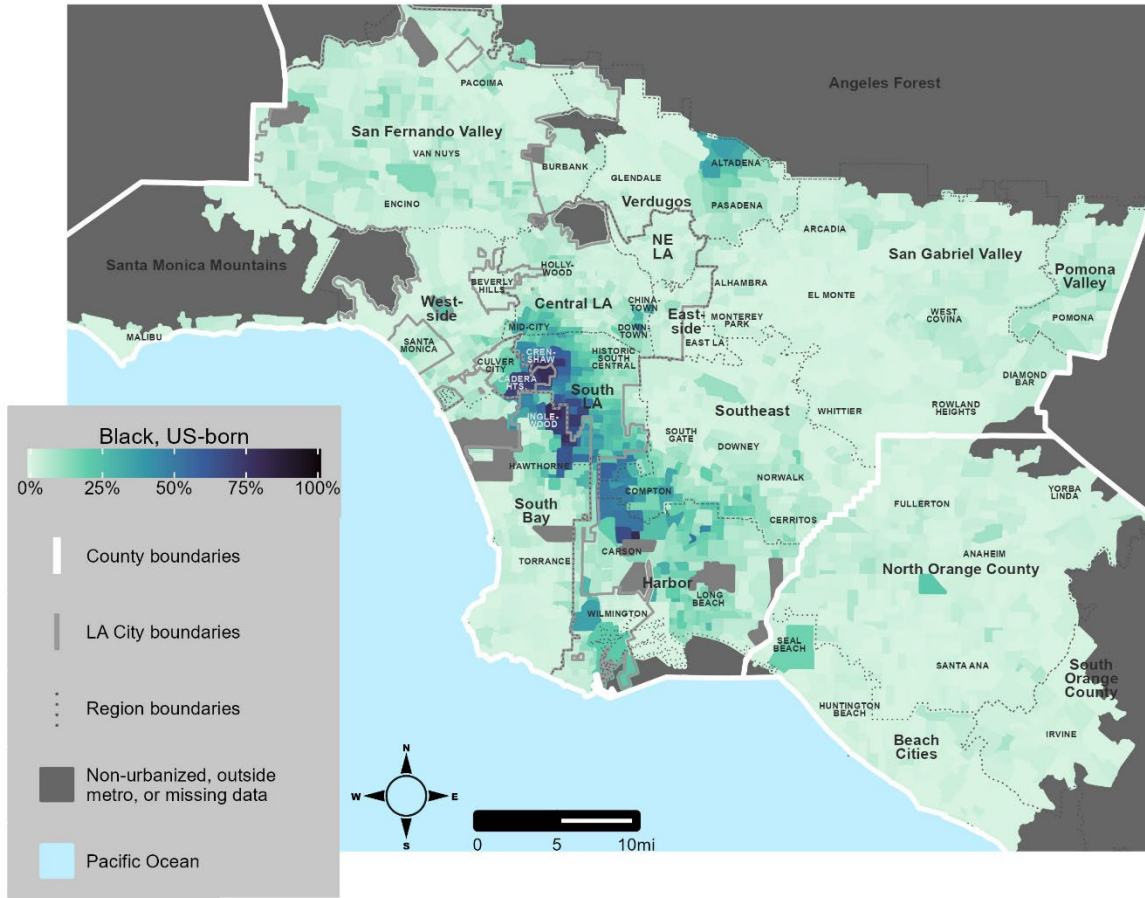 Angeles Forest
PACOIMA
San Fernando Valley
VAN NUYS
BURBANK
ALTADENA
GLENDALE
ENCINO
Verdugos
PASADENA
ARCADIA
NE
LA
San Gabriel Valley
Santa Monica Mountains
HOLLY-
WOOD
BEVERLY
HILLS
ALHAMBRA
Pomona
Valley
EL MONTE
West-
side
Central LA
CHINA-
TOWN
East-
side
MONTEREY
PARK
WEST
COVINA
POMONA
MID-CITY
DOWN-
TOWN
MALIBU
SANTA
MONICA
EAST LA
CREN-
SHAW
HISTORIC
SOUTH
CENTRAL
CULVER
CITY
LADERA
HTS
DIAMOND
BAR
South
LA
Southeast
WHITTIER
ROWLAND
HEIGHTS
INGLE-
WOOD
SOUTH
GATE
DOWNEY
HAWTHORNE
NORWALK
COMPTON
YORBA
LINDA
FULLERTON
South
Bay
CERRITOS
CARSON
TORRANCE
ANAHEIM
North Orange County
Harbor
LONG
BEACH
WILMINGTON
SEAL
BEACH
SANTA ANA
South
Orange
County
HUNTINGTON
BEACH
Beach
Cities
IRVINE
Black, US-born
0% 25% 50% 75% 100%
County boundaries
LA City boundaries
Region boundaries
Non-urbanized, outside
metro, or missing data
Pacific Ocean
N
W E
S
0 5 10mi